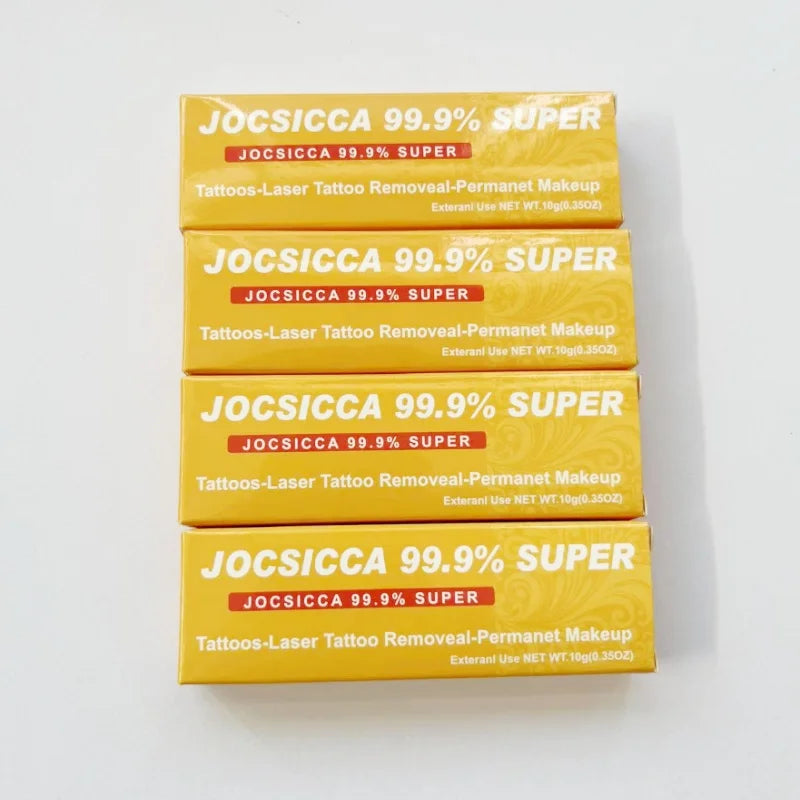 JOCSICCA 99.9% SUPER
JOCSICCA 99.9% SUPER
Tattoos-Laser Tattoo Removeal-Permanet Makeup
Exteranl Use NET WT.10g(0.35OZ)
JOCSICCA 99.9% SUPER
JOCSICCA 99.9% SUPER
Tattoos-Laser Tattoo Removeal-Permanet Makeup
Exteranl Use NET WT.10g(0.35OZ)
JOCSICCA 99.9% SUPER
JOCSICCA 99.9% SUPER
Tattoos-Laser Tattoo Removeal-Permanet Makeup
Exteranl Use NET WT.10g(0.35OZ)
JOCSICCA 99.9% SUPER
JOCSICCA 99.9% SUPER
Tattoos-Laser Tattoo Removeal-Permanet Makeup
Exteranl Use NET WT.10g(0.35OZ)